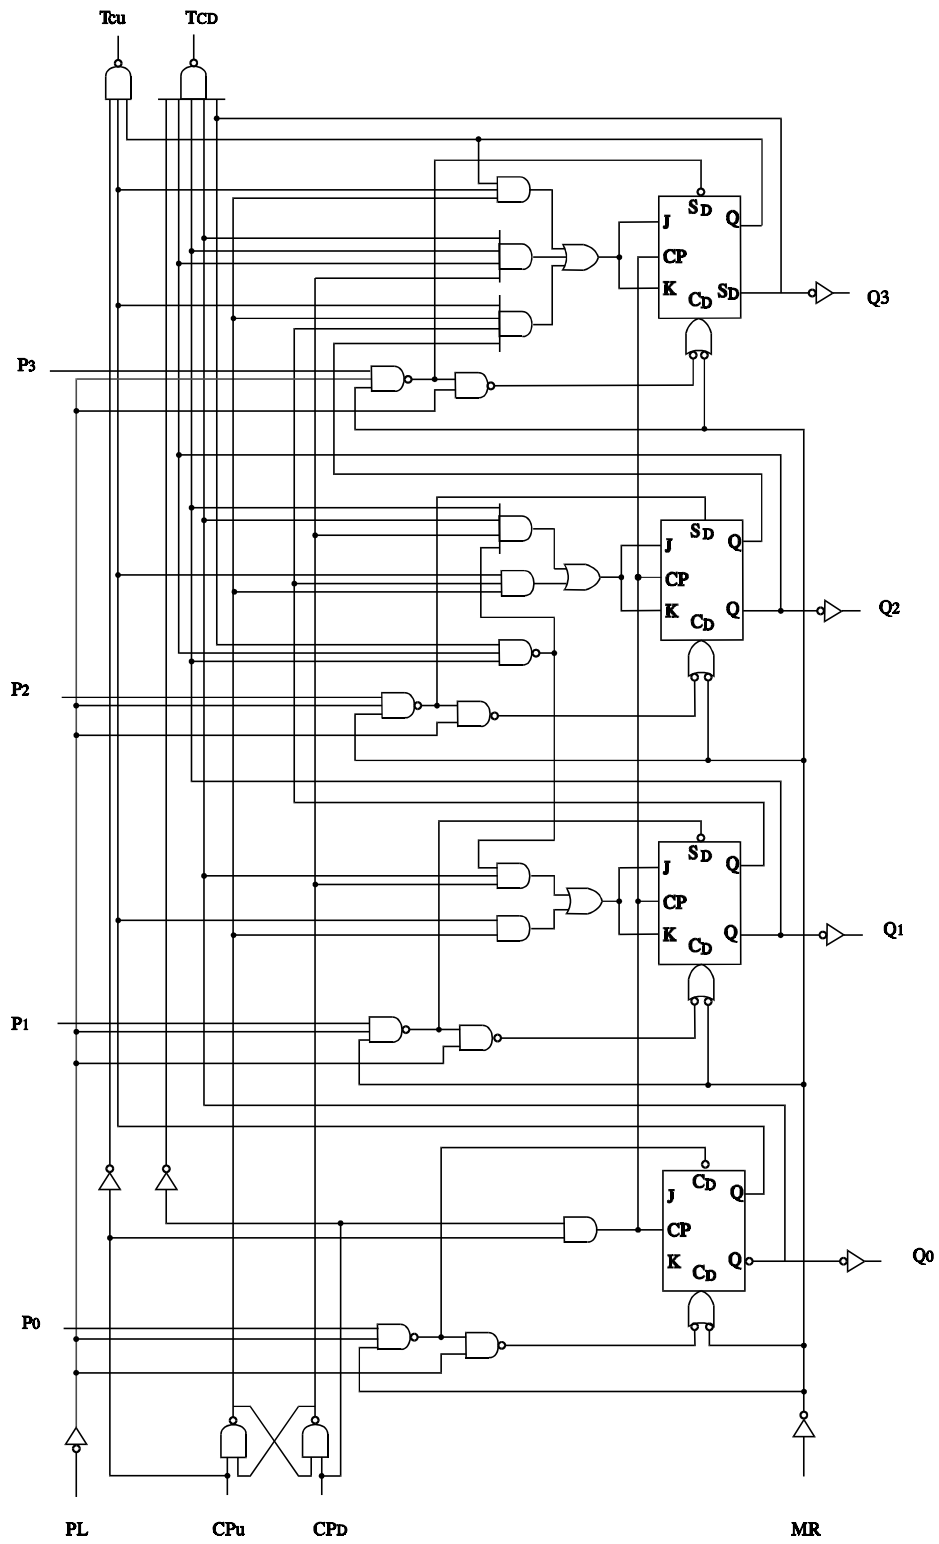 Tcu TCD
SD Q
J
CP
K CD SD
Q3
P3
SD Q
J
CP
K CD Q
Q2
P2
SD Q
J
CP
K CD Q
Q1
P1
CD Q
J
CP
K CD Q
Q0
P0
PL CPu CPD MR